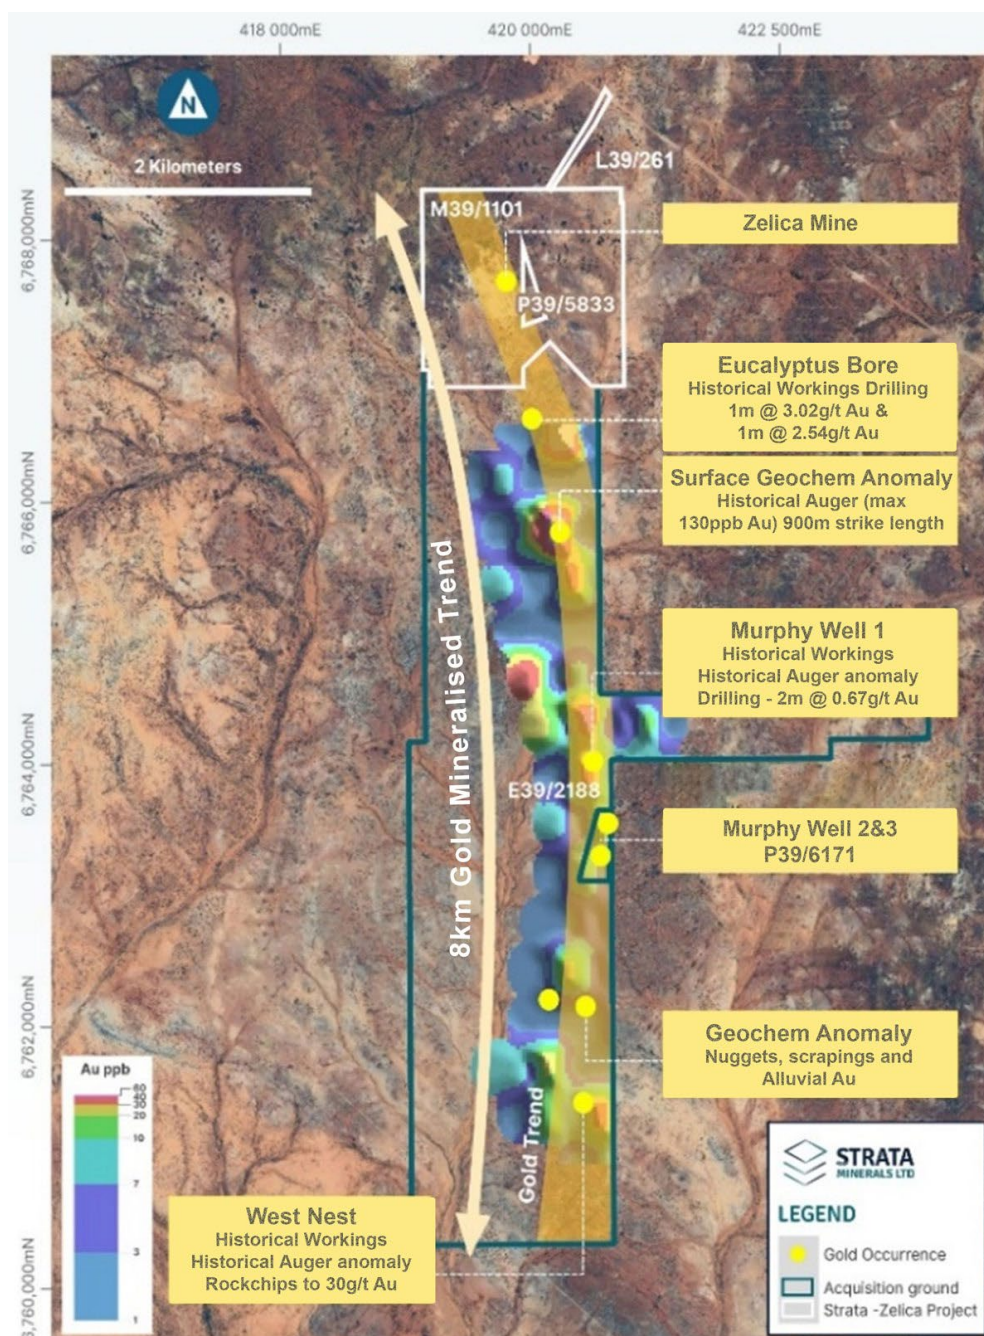 418 000mE
420 000mE
422 500mE
N
2 Kilometers
L39/261
M39/1101
P39/5833
6,768,000mN
6,766,000mN
6,764,000mN
6,762,000mN
6,760,000mN
Zelica Mine
Eucalyptus Bore
Historical Workings Drilling
1m @ 3.02g/t Au &
1m @ 2.54g/t Au
Surface Geochem Anomaly
Historical Auger (max
130ppb Au) 900m strike length
8km Gold Mineralised Trend
Murphy Well 1
Historical Workings
Historical Auger anomaly
Drilling - 2m @ 0.67g/t Au
E39/2188
Murphy Well 2&3
P39/6171
Geochem Anomaly
Nuggets, scrapings and
Alluvial Au
Gold Trend
West Nest
Historical Workings
Historical Auger anomaly
Rockchips to 30g/t Au
Au ppb
60
40
30
20
10
7
3
1
STRATA
MINERALS LTD
LEGEND
Gold Occurrence
Acquisition ground
Strata -Zelica Project